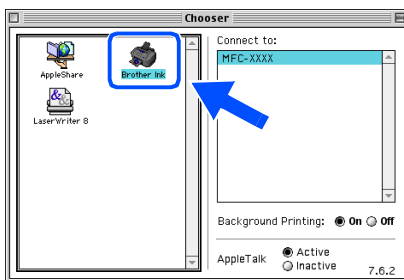 Chooser
AppleShare
Brother Ink
LaserWriter 8
Connect to:
MFC-XXXX
Background Printing: On Off
AppleTalk
Active
Inactive
7.6.2